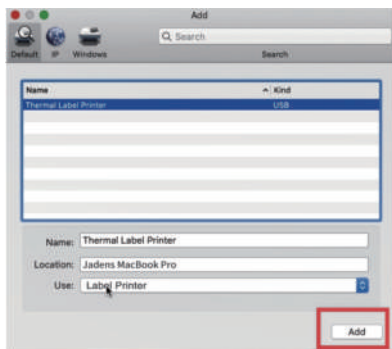 Add
Search
Default IP Windows Search
Name Kind
Thermal Label Printer USB
Name: Thermal Label Printer
Location: Jadens MacBook Pro
Use: Label Printer
Add